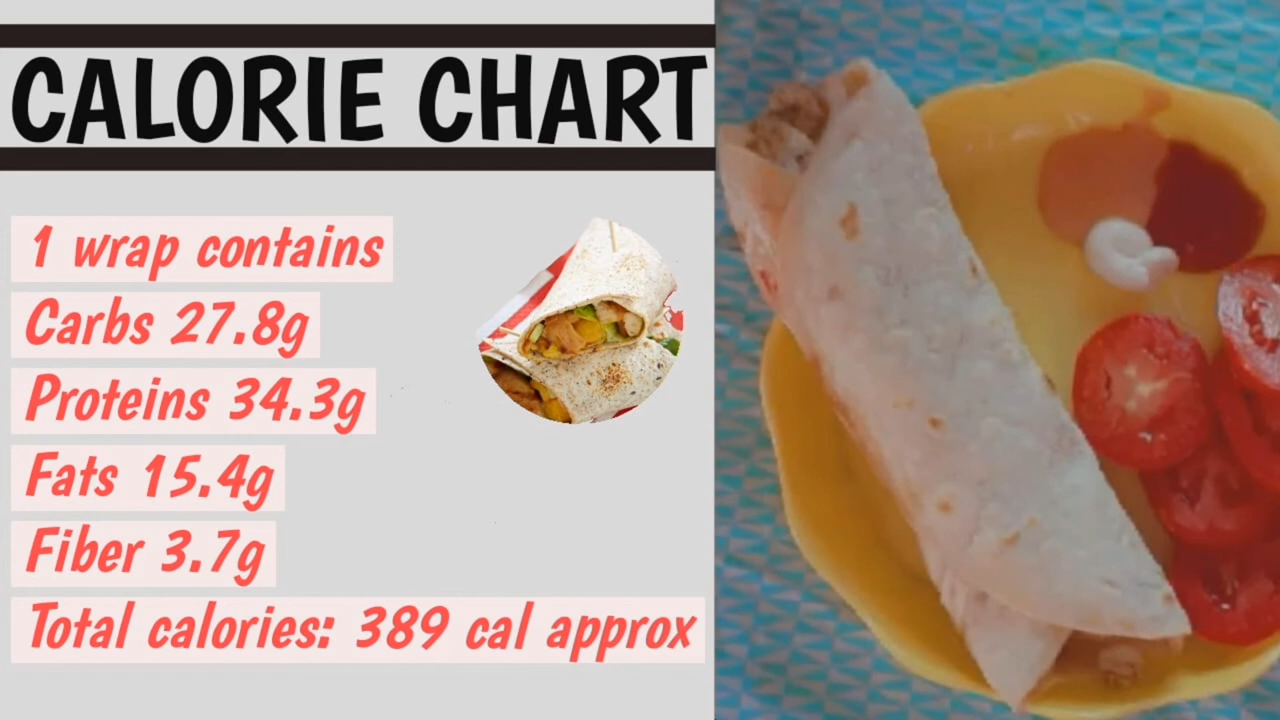 CALORIE CHART
1 wrap contains
Carbs 27.8g
Proteins 34.3g
Fats 15.4g
Fiber 3.7g
Total calories: 389 cal approx